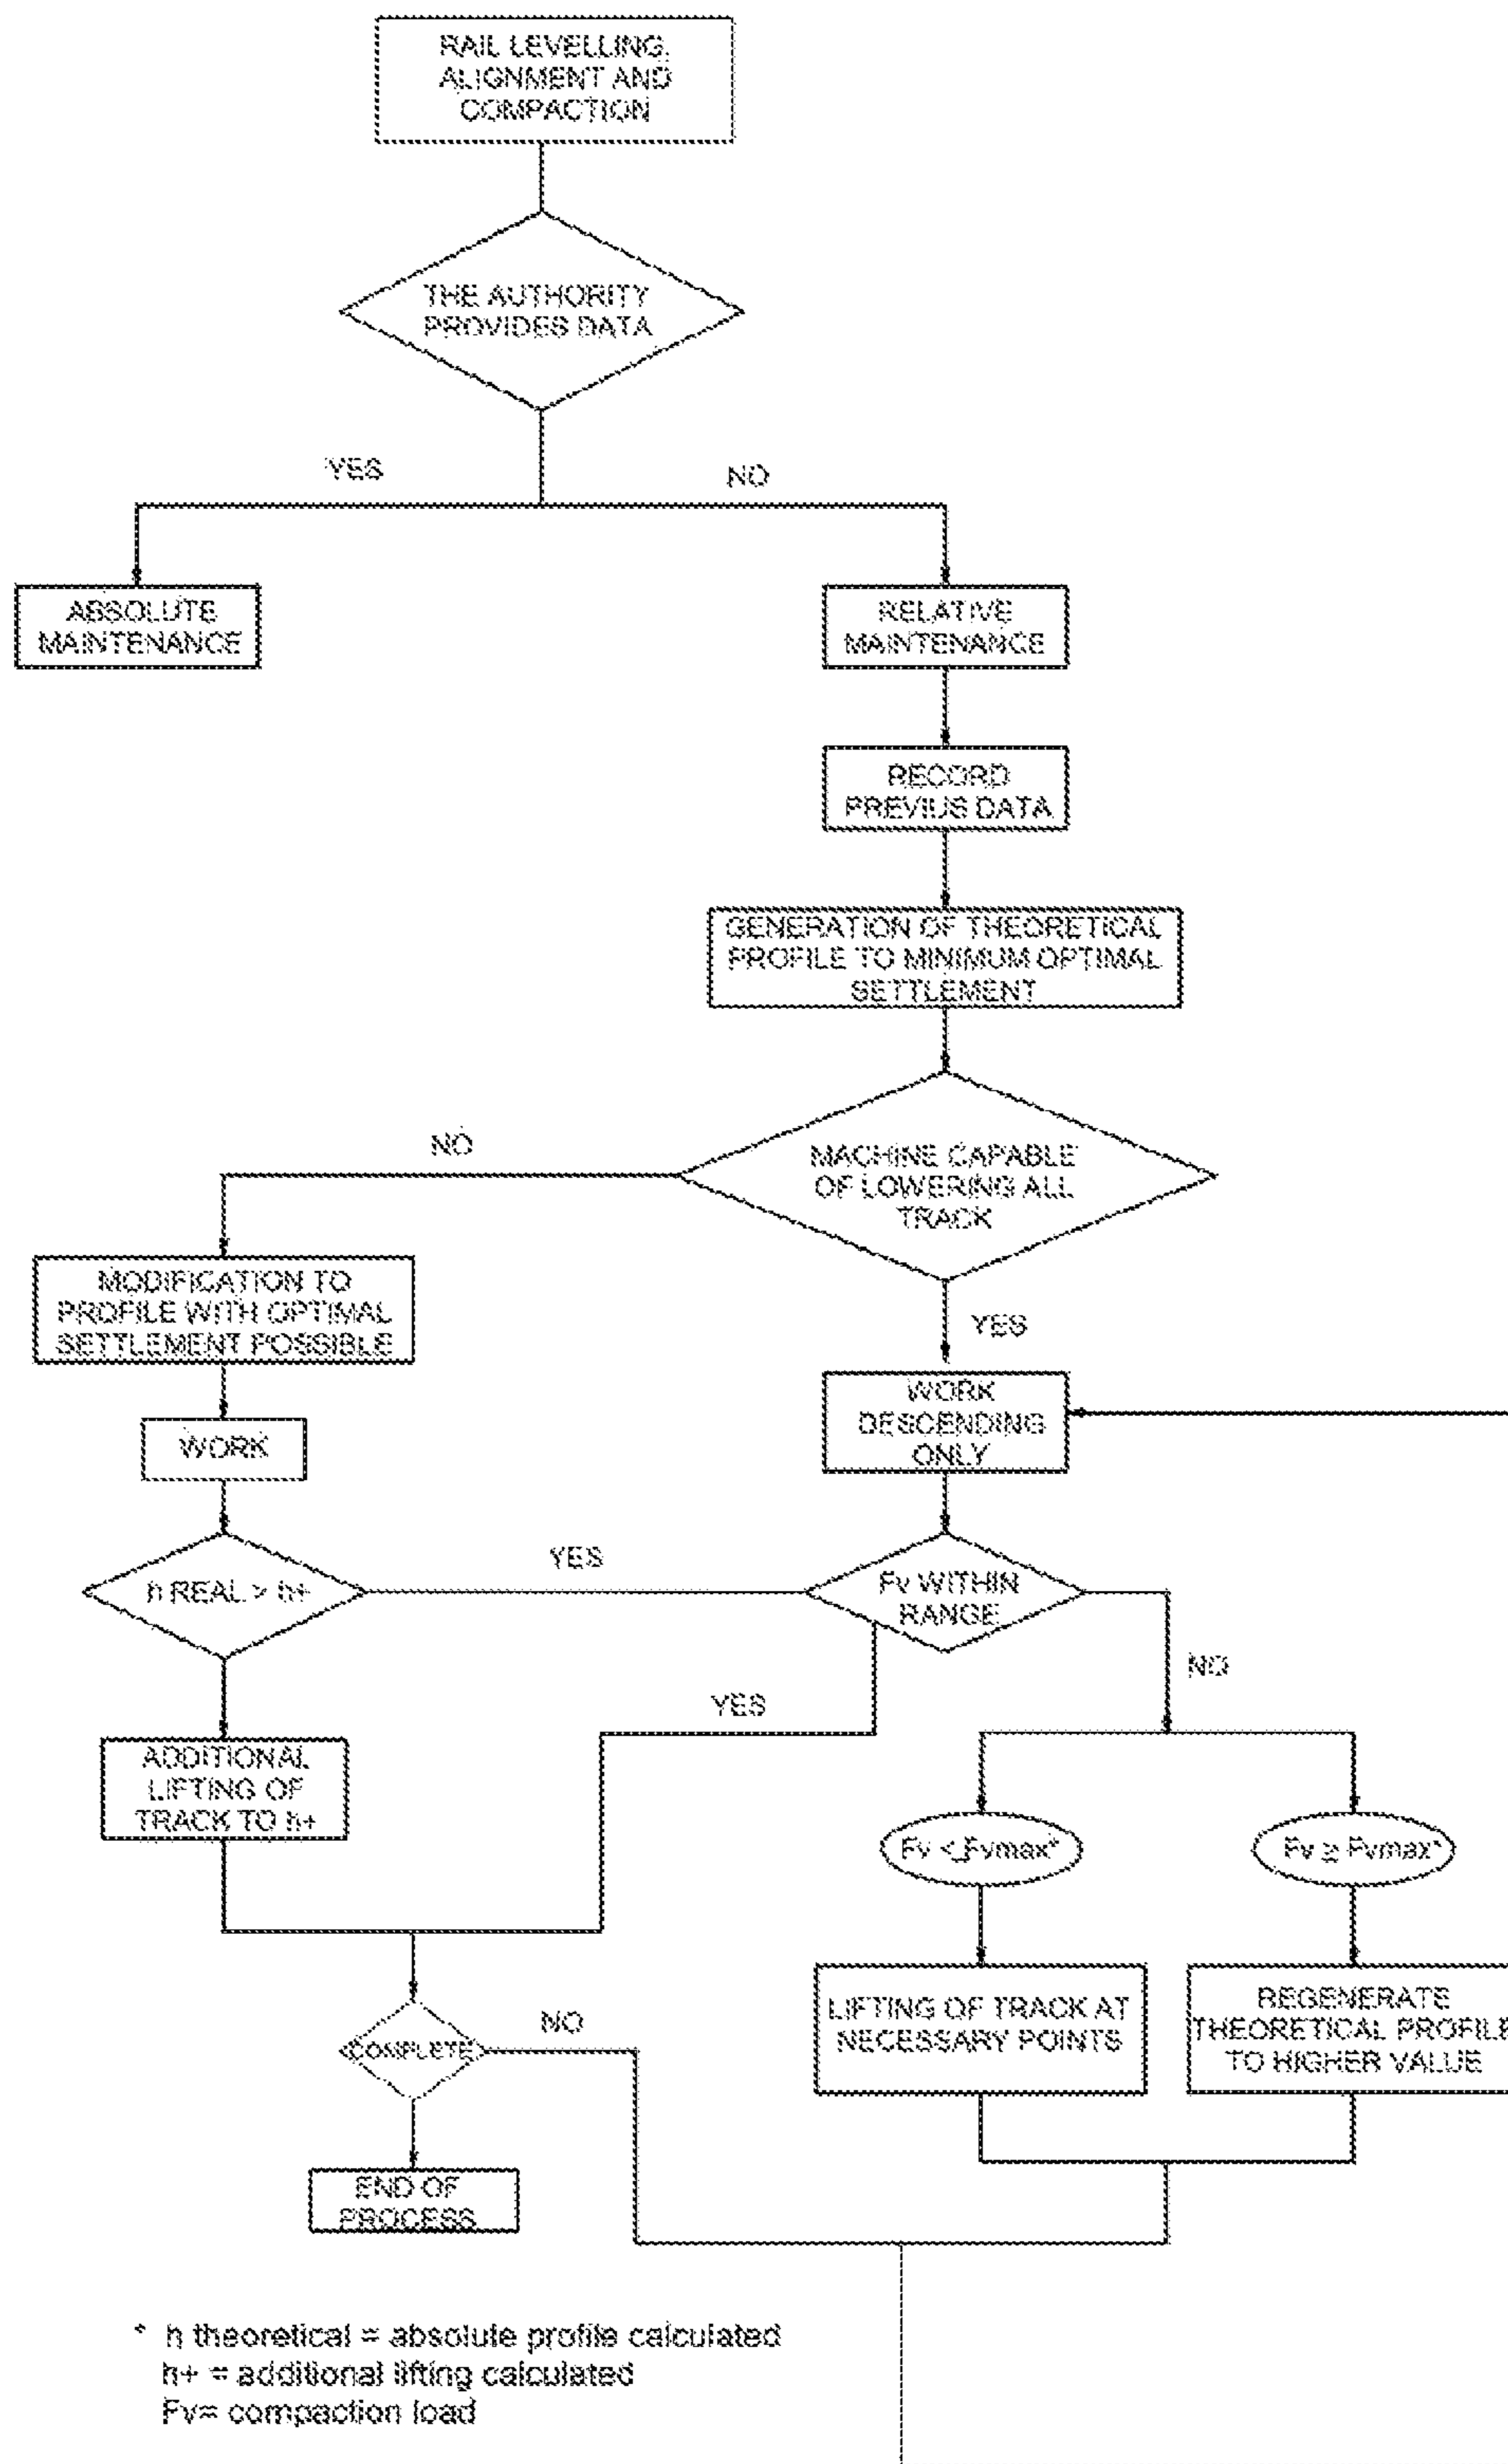 RAIL LEVELLING,
ALIGNMENT AND
COMPACTION
THE AUTHORITY
PROVIDES DATA
YES
NO
ABSOLUTE
MAINTENANCE
RELATIVE
MAINTENANCE
RECORD
PREVIUS DATA
GENERATION OF THEORETICAL
PROFILE TO MINIMUM OPTIMAL
SETTLEMENT
NO
MACHINE CAPABLE
OF LOWERING ALL
TRACK
MODIFICATION TO
PROFILE WITH OPTIMAL
SETTLEMENT POSSIBLE
YES
WORK
WORK
DESCENDING
ONLY
h REAL > h+
YES
Fv WITHIN
RANGE
NO
YES
ADDITIONAL
LIFTING OF
TRACK TO h+
Fv < Fvmax*
Fv ≥ Fvmax*
LIFTING OF TRACK AT
NECESSARY POINTS
REGENERATE
THEORETICAL PROFILE
TO HIGHER VALUE
COMPLETE
NO
END OF
PROCESS
* h theoretical = absolute profile calculated
h+ = additional lifting calculated
Fv= compaction load